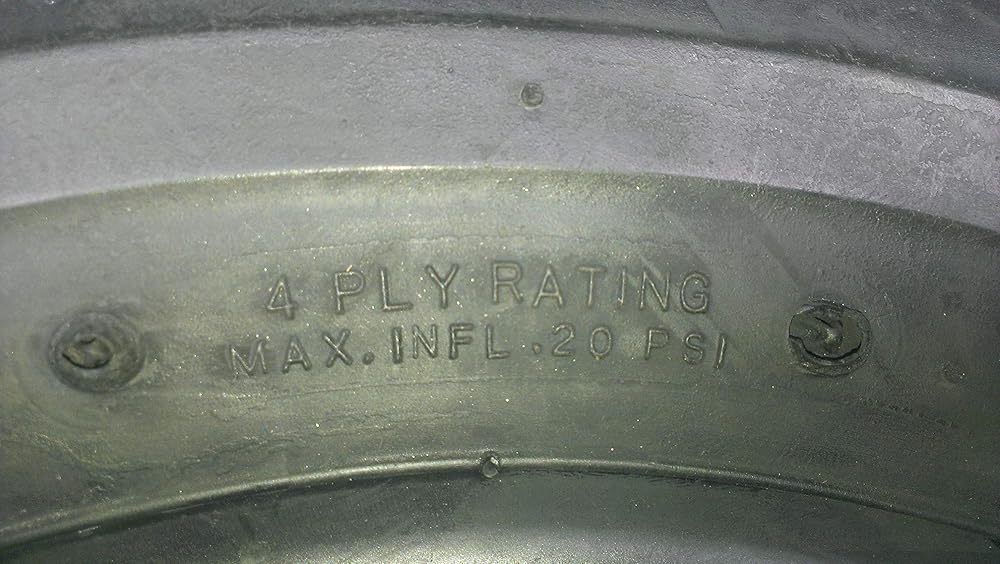 4 PLY RATING
MAX. INFL. 20 PSI